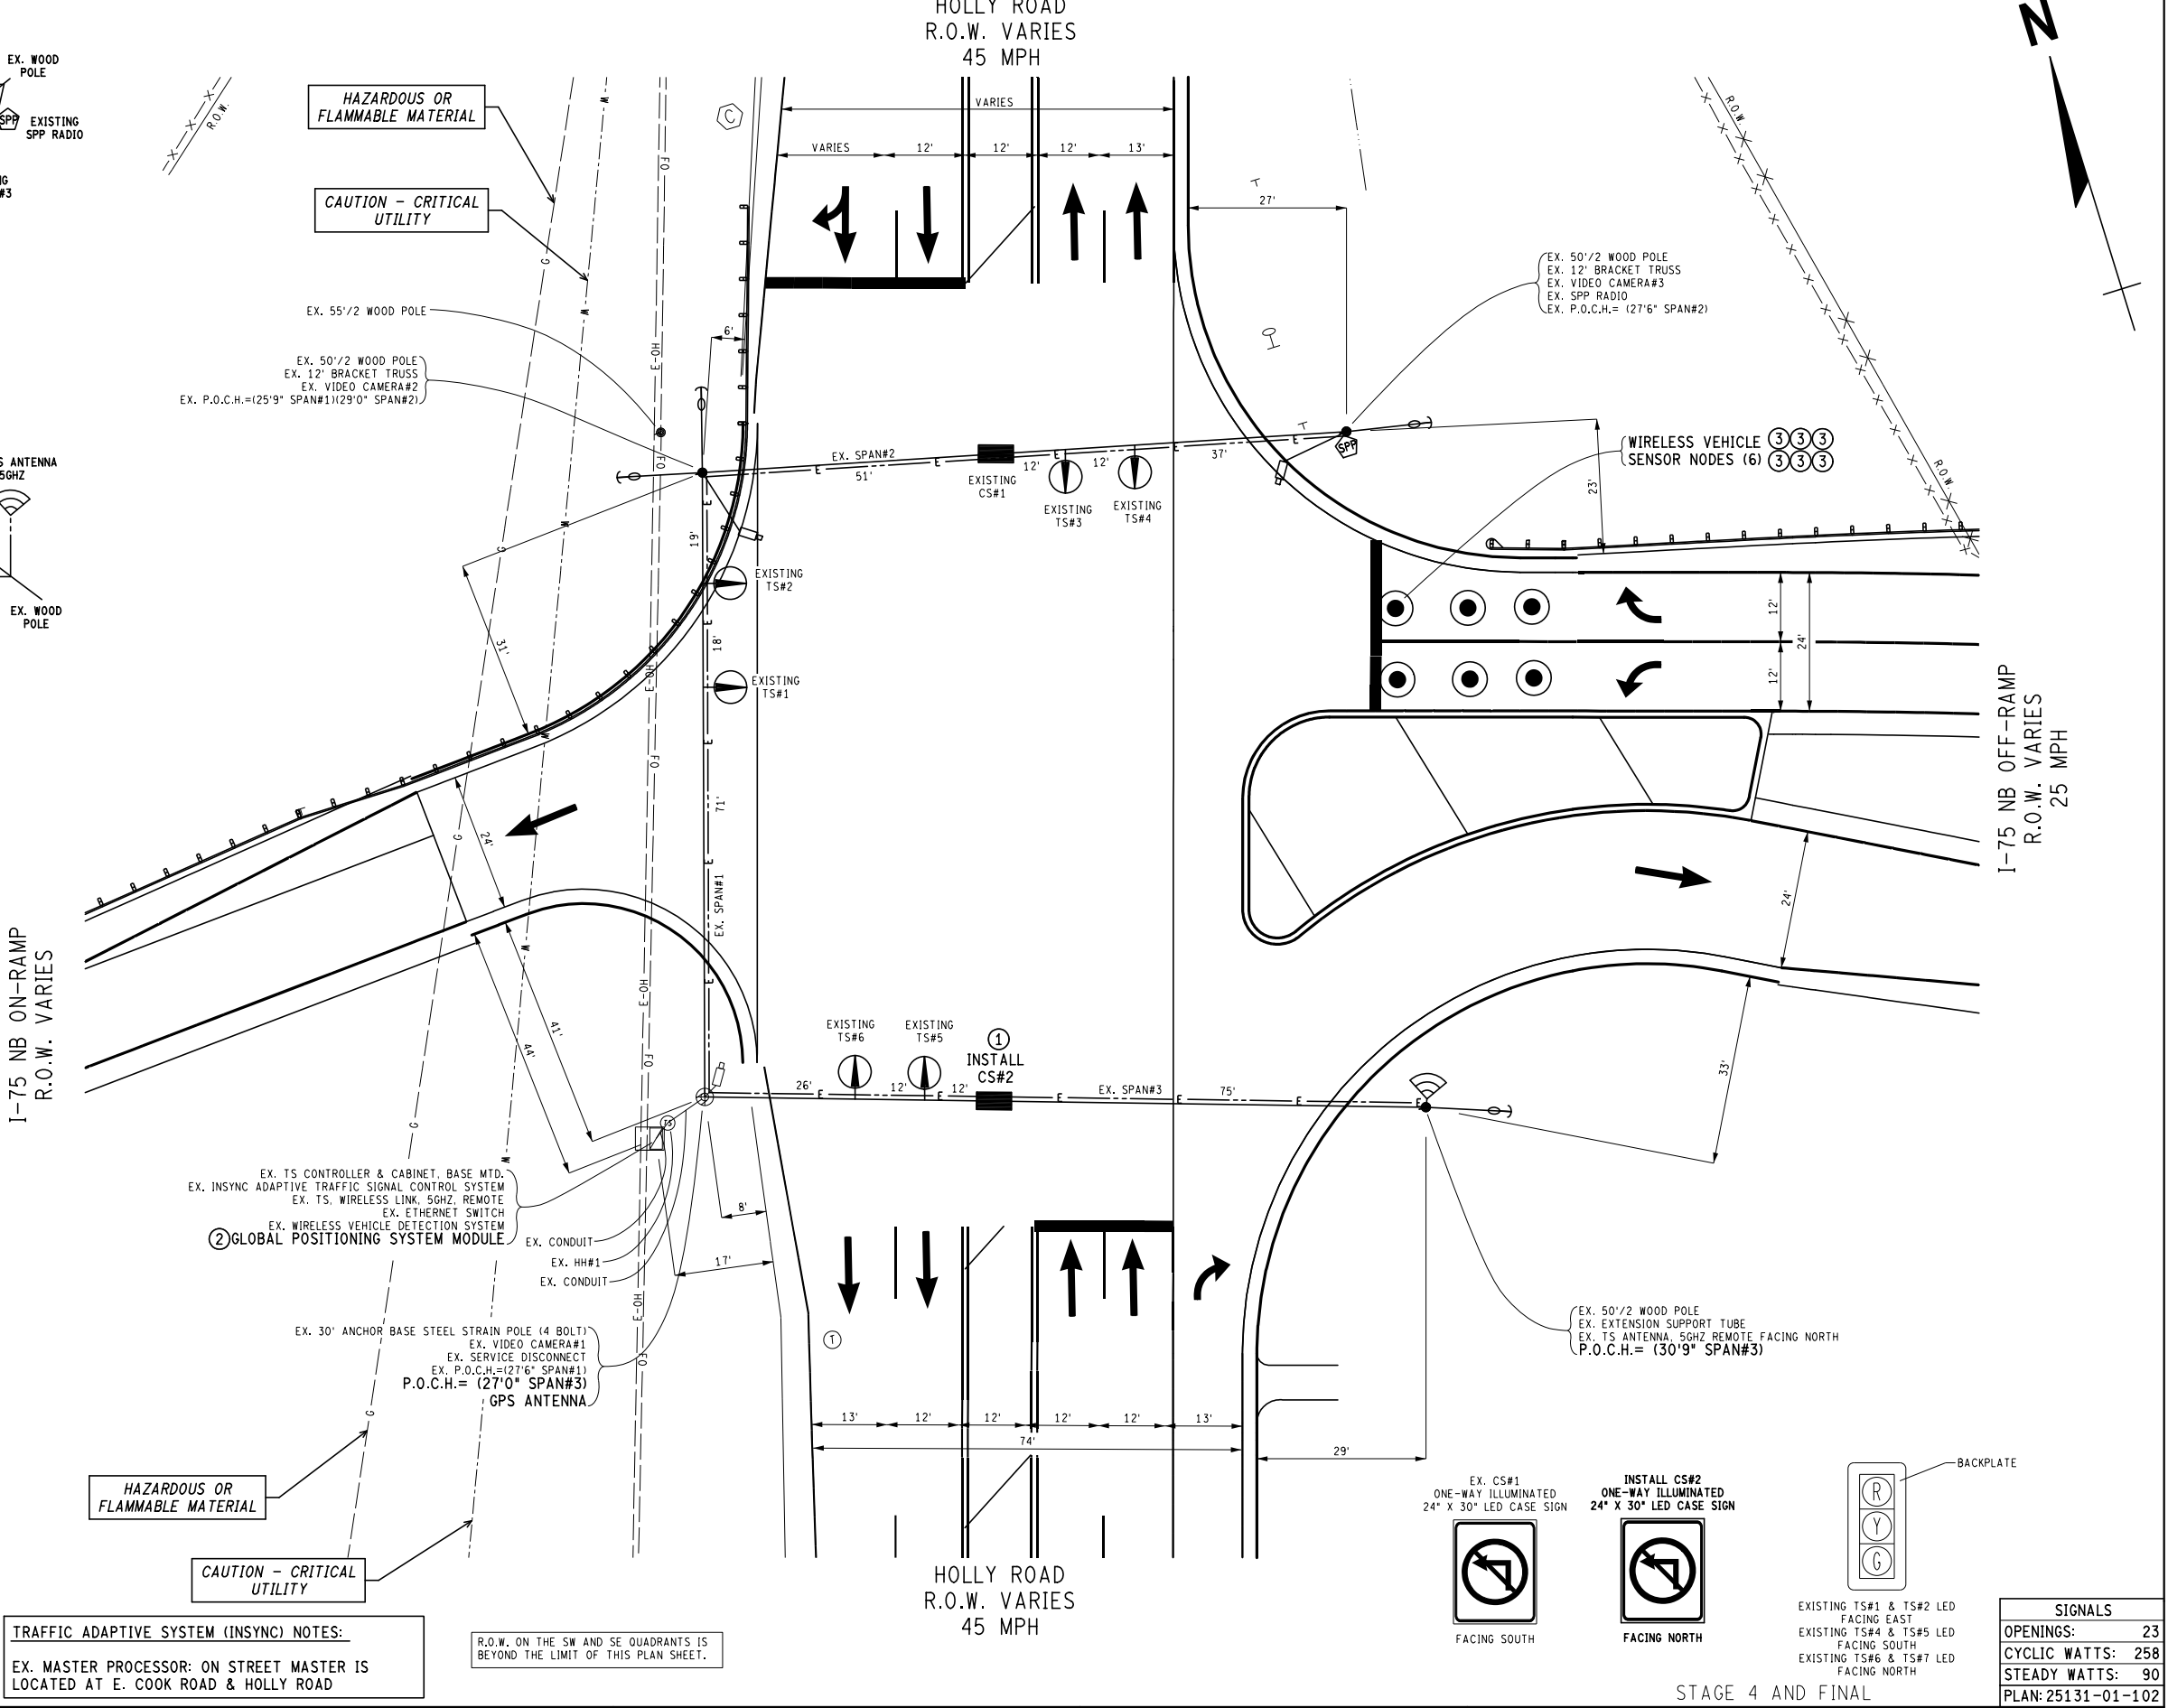 HOLLY ROAD
R.O.W. VARIES
45 MPH
N
EX. WOOD
POLE
SPP
EXISTING
SPP RADIO
#3
ANTENNA
5GHZ
EX. WOOD
POLE
HAZARDOUS OR
FLAMMABLE MATERIAL
CAUTION - CRITICAL
UTILITY
R.O.W.
C
VARIES
VARIES
12'
12'
12'
13'
27'
R.O.W.
R.O.W.
EX. 55'/2 WOOD POLE
EX. 50'/2 WOOD POLE
EX. 12' BRACKET TRUSS
EX. VIDEO CAMERA#2
EX. P.O.C.H.=(25'9" SPAN#1)(29'0" SPAN#2)
6'
EX. 50'/2 WOOD POLE
EX. 12' BRACKET TRUSS
EX. VIDEO CAMERA#3
EX. SPP RADIO
EX. P.O.C.H.= (27'6" SPAN#2)
EX. SPAN#2
51'
EXISTING
CS#1
12'
12'
37'
EXISTING
TS#3
EXISTING
TS#4
SPP
WIRELESS VEHICLE 3 3 3
SENSOR NODES (6) 3 3 3
23'
19'
EXISTING
TS#2
18'
EXISTING
TS#1
31'
71'
EX. SPAN#1
12'
12'
24'
I-75 NB OFF-RAMP
R.O.W. VARIES
25 MPH
24'
24'
33'
I-75 NB ON-RAMP
R.O.W. VARIES
41'
44'
EXISTING
TS#6
EXISTING
TS#5
1
INSTALL
CS#2
26'
12'
12'
EX. SPAN#3
75'
EX. TS CONTROLLER & CABINET, BASE MTD.
EX. INSYNC ADAPTIVE TRAFFIC SIGNAL CONTROL SYSTEM
EX. TS, WIRELESS LINK, 5GHZ, REMOTE
EX. ETHERNET SWITCH
EX. WIRELESS VEHICLE DETECTION SYSTEM
2 GLOBAL POSITIONING SYSTEM MODULE
EX. CONDUIT
EX. HH#1
EX. CONDUIT
8'
17'
T
EX. 30' ANCHOR BASE STEEL STRAIN POLE (4 BOLT)
EX. VIDEO CAMERA#1
EX. SERVICE DISCONNECT
EX. P.O.C.H.=(27'6" SPAN#1)
P.O.C.H.= (27'0" SPAN#3)
GPS ANTENNA
EX. 50'/2 WOOD POLE
EX. EXTENSION SUPPORT TUBE
EX. TS ANTENNA, 5GHZ REMOTE FACING NORTH
P.O.C.H.= (30'9" SPAN#3)
13'
12'
12'
12'
12'
13'
74'
29'
HAZARDOUS OR
FLAMMABLE MATERIAL
CAUTION - CRITICAL
UTILITY
HOLLY ROAD
R.O.W. VARIES
45 MPH
TRAFFIC ADAPTIVE SYSTEM (INSYNC) NOTES:
EX. MASTER PROCESSOR: ON STREET MASTER IS
LOCATED AT E. COOK ROAD & HOLLY ROAD
R.O.W. ON THE SW AND SE QUADRANTS IS
BEYOND THE LIMIT OF THIS PLAN SHEET.
EX. CS#1
ONE-WAY ILLUMINATED
24" X 30" LED CASE SIGN
FACING SOUTH
INSTALL CS#2
ONE-WAY ILLUMINATED
24" X 30" LED CASE SIGN
FACING NORTH
BACKPLATE
R
Y
G
EXISTING TS#1 & TS#2 LED
FACING EAST
EXISTING TS#4 & TS#5 LED
FACING SOUTH
EXISTING TS#6 & TS#7 LED
FACING NORTH
STAGE 4 AND FINAL
SIGNALS
OPENINGS: 23
CYCLIC WATTS: 258
STEADY WATTS: 90
PLAN: 25131-01-102